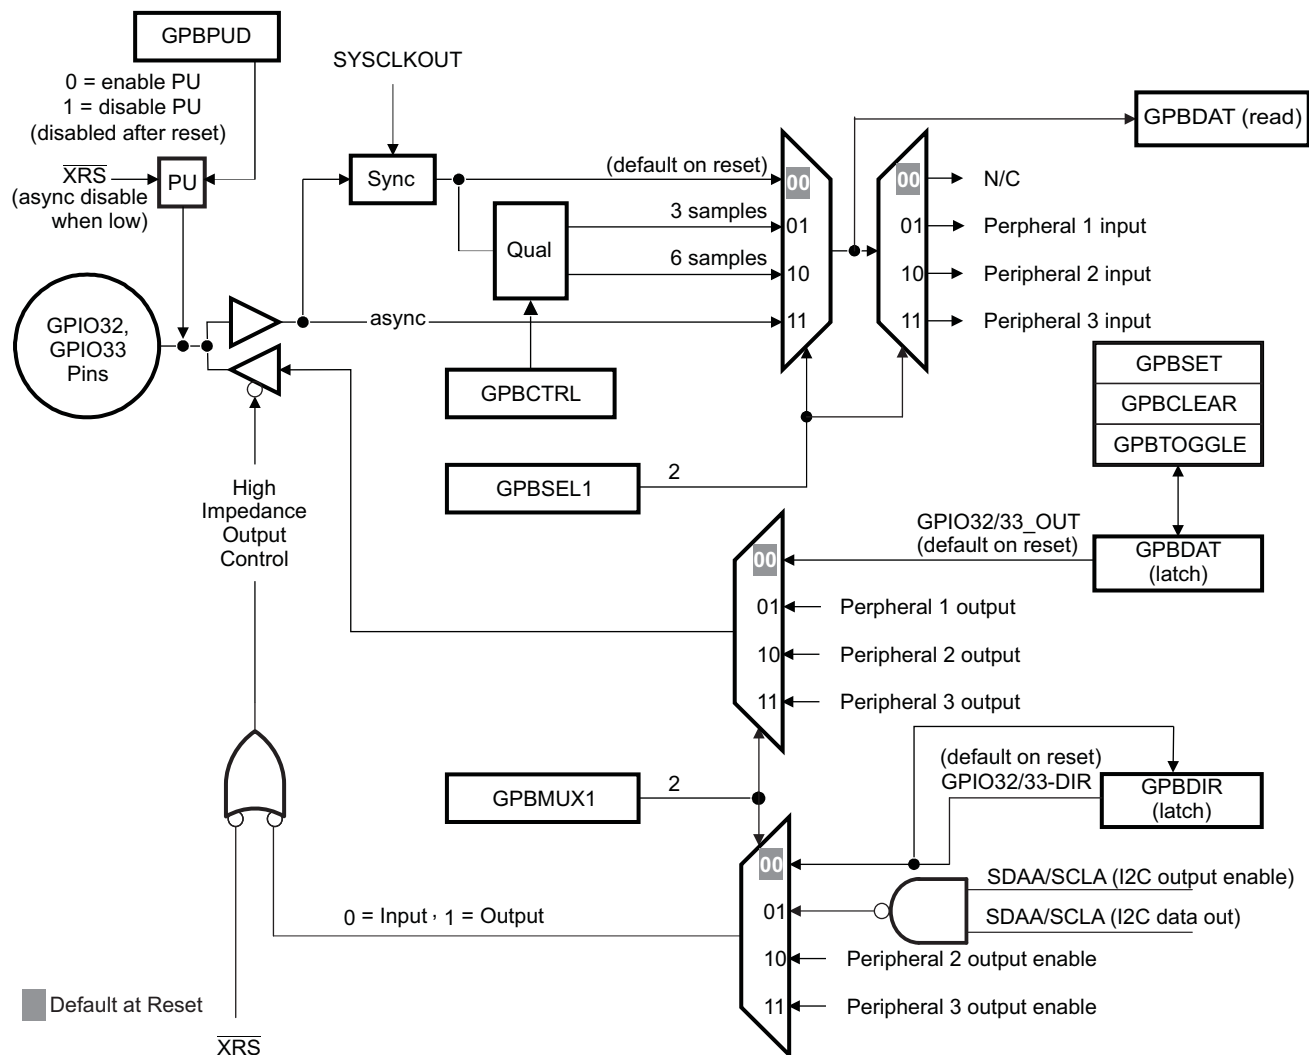 GPBPUD
0 = enable PU
1 = disable PU
(disabled after reset)
XRS
(async disable
when low)
PU
SYSCLKOUT
Sync
(default on reset)
3 samples
6 samples
Qual
async
GPBCTRL
00
01
10
11
GPBDAT (read)
00
01
10
11
N/C
Perpheral 1 input
Peripheral 2 input
Peripheral 3 input
GPIO32,
GPIO33
Pins
GPBSEL1
2
GPBSET
GPBCLEAR
GPBTOGGLE
GPBDAT
(latch)
GPIO32/33_OUT
(default on reset)
High
Impedance
Output
Control
00
01
10
11
Perpheral 1 output
Peripheral 2 output
Peripheral 3 output
GPBMUX1
2
(default on reset)
GPIO32/33-DIR
GPBDIR
(latch)
00
01
10
11
SDAA/SCLA (I2C output enable)
SDAA/SCLA (I2C data out)
Peripheral 2 output enable
Peripheral 3 output enable
0 = Input, 1 = Output
Default at Reset
XRS